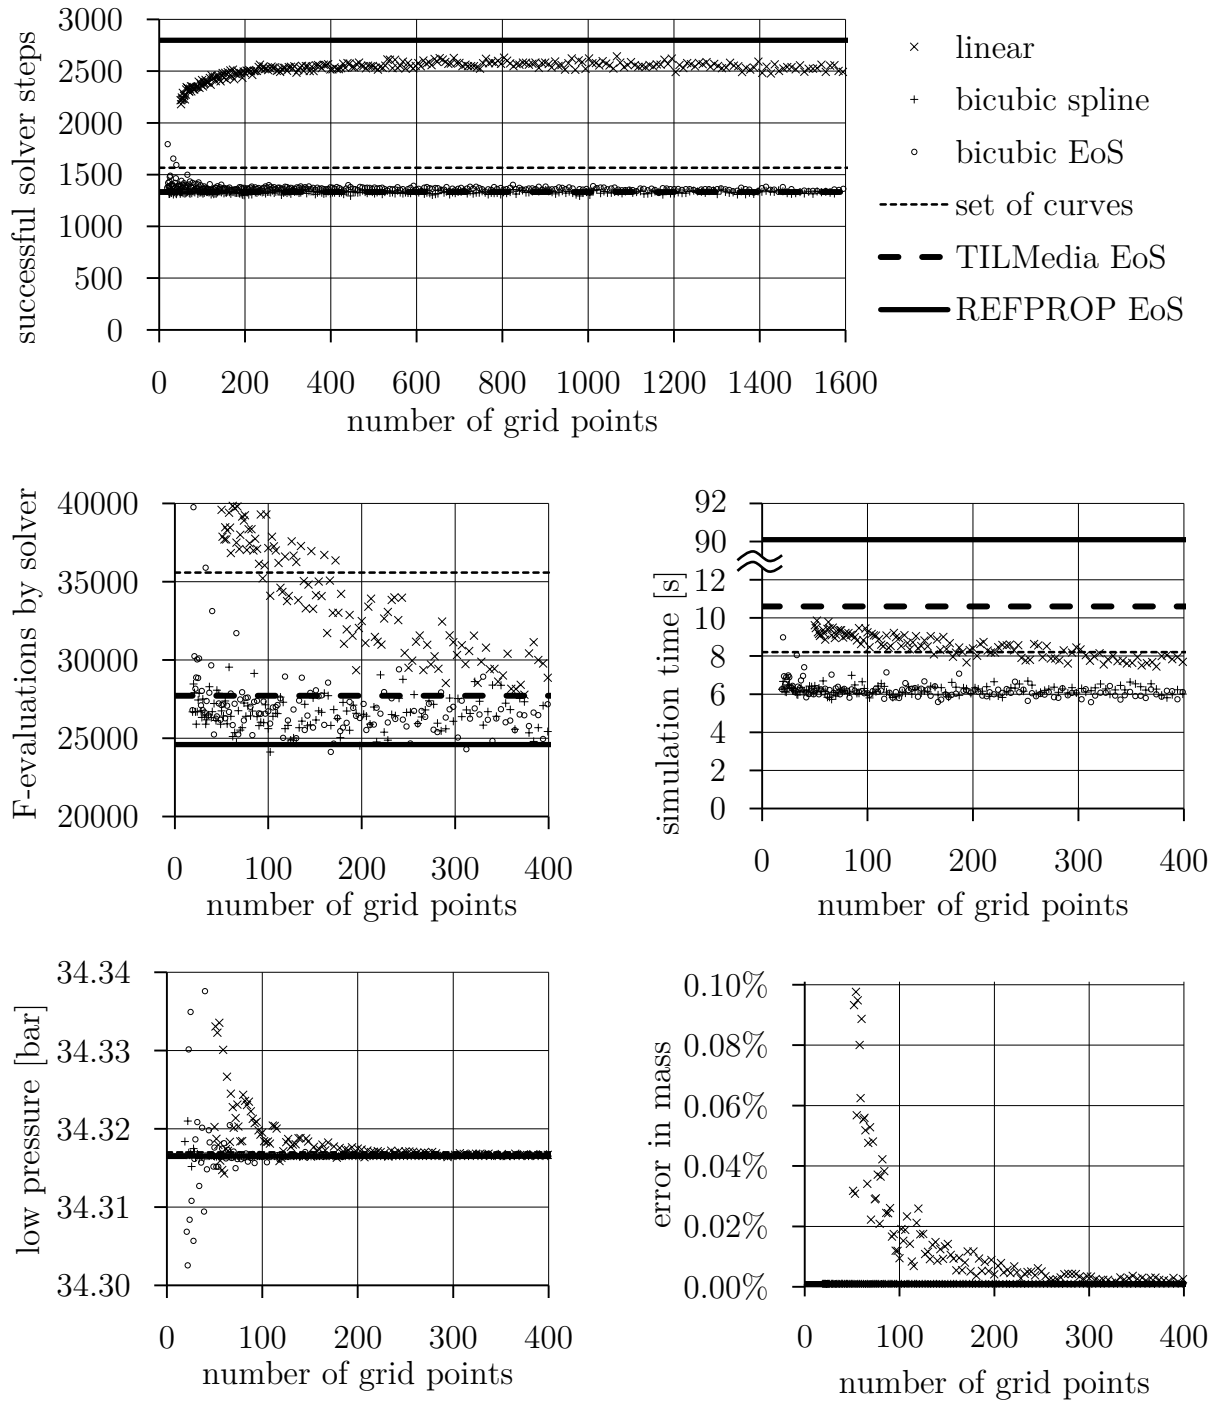 successful solver steps
3000
2500
2000
1500
1000
500
0
0 200 400 600 800 1000 1200 1400 1600
number of grid points
linear
bicubic spline
bicubic EoS
set of curves
TILMedia EoS
REFPROP EoS
F-evaluations by solver
40000
35000
30000
25000
20000
0 100 200 300 400
number of grid points
simulation time [s]
92
90
12
10
8
6
4
2
0
0 100 200 300 400
number of grid points
low pressure [bar]
34.34
34.33
34.32
34.31
34.30
0 100 200 300 400
number of grid points
error in mass
0.10%
0.08%
0.06%
0.04%
0.02%
0.00%
0 100 200 300 400
number of grid points